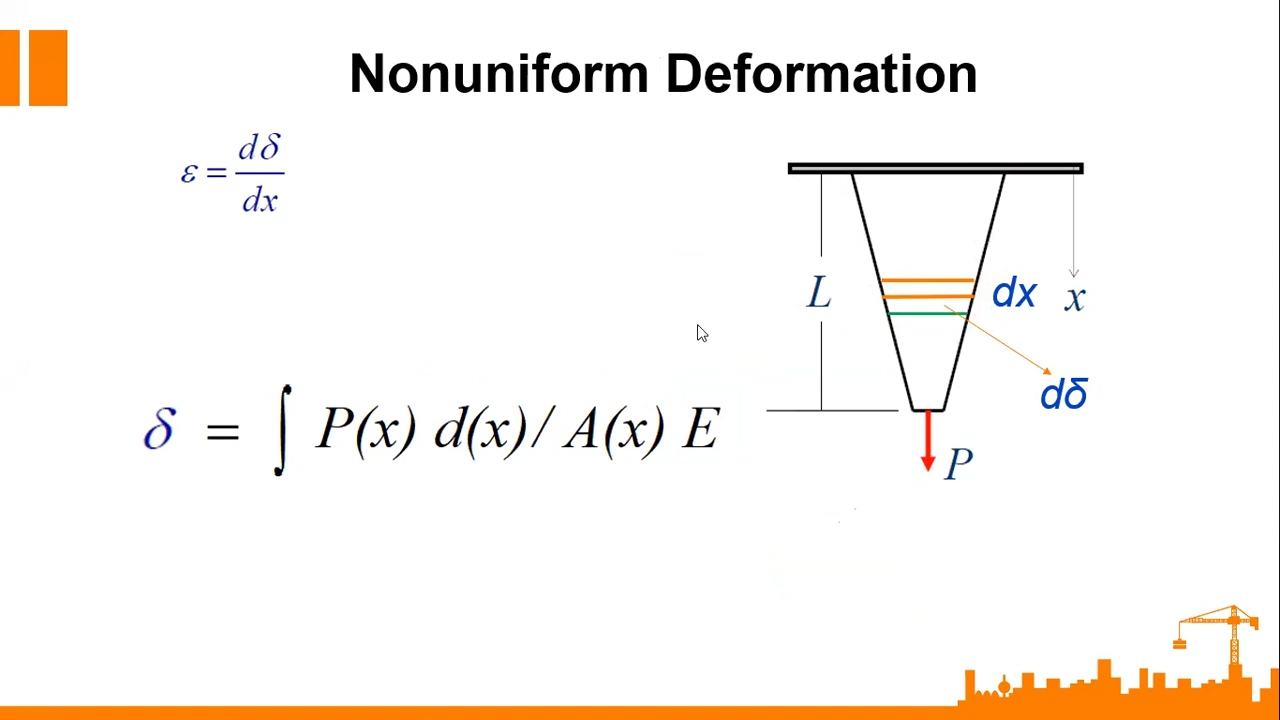 Nonuniform Deformation
ε = dδ/dx
L
dx
x
dδ
δ = ∫ P(x) d(x)/ A(x) E
P